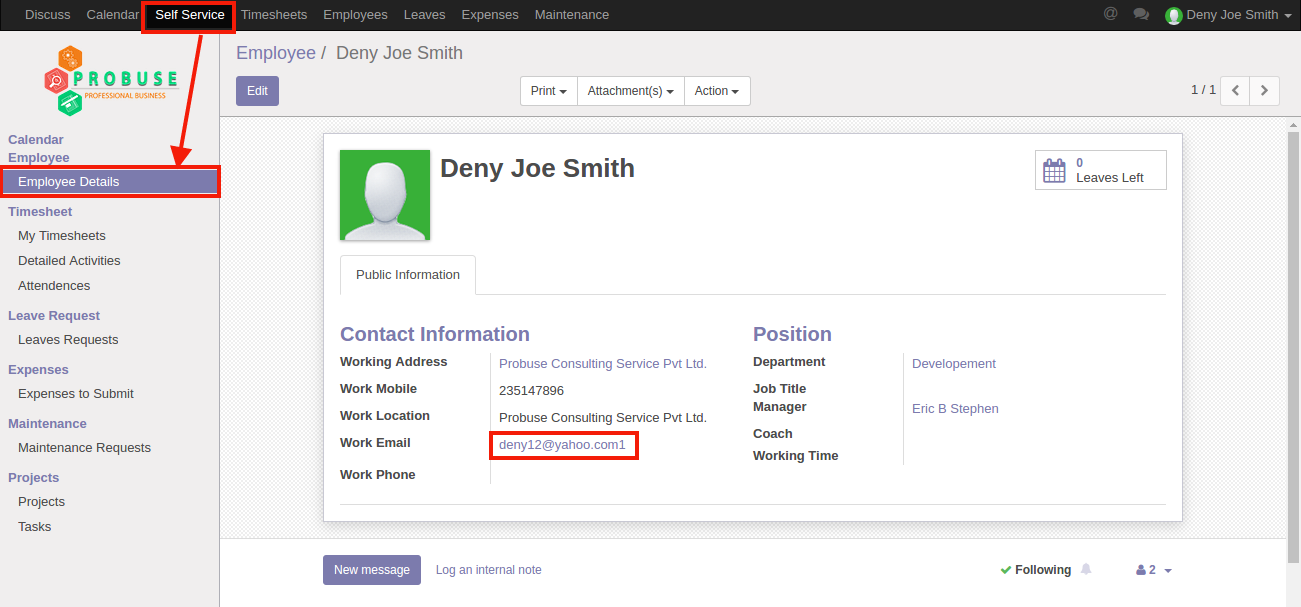 Discuss Calendar Self Service Timesheets Employees Leaves Expenses Maintenance @ Deny Joe Smith
PROBUSE
PROFESSIONAL BUSINESS
Calendar
Employee
Employee Details
Timesheet
My Timesheets
Detailed Activities
Attendences
Leave Request
Leaves Requests
Expenses
Expenses to Submit
Maintenance
Maintenance Requests
Projects
Projects
Tasks
Employee / Deny Joe Smith
Edit Print Attachment(s) Action 1 / 1
Deny Joe Smith
0
Leaves Left
Public Information
Contact Information
Working Address Probuse Consulting Service Pvt Ltd.
Work Mobile 235147896
Work Location Probuse Consulting Service Pvt Ltd.
Work Email deny12@yahoo.com1
Work Phone
Position
Department Developement
Job Title
Manager Eric B Stephen
Coach
Working Time
New message Log an internal note Following 2